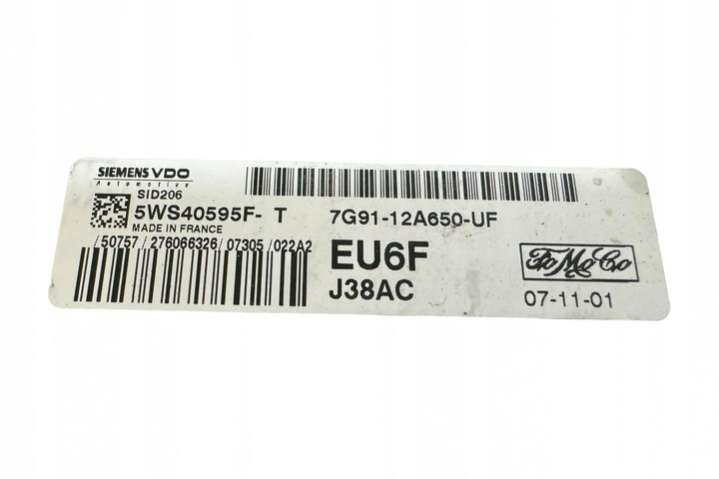 SIEMENS VDO
Automotive
SID206
5WS40595F- T
MADE IN FRANCE
/50757/276066326/07305/022A2
7G91-12A650-UF
EU6F
J38AC
FoMoCo
07-11-01